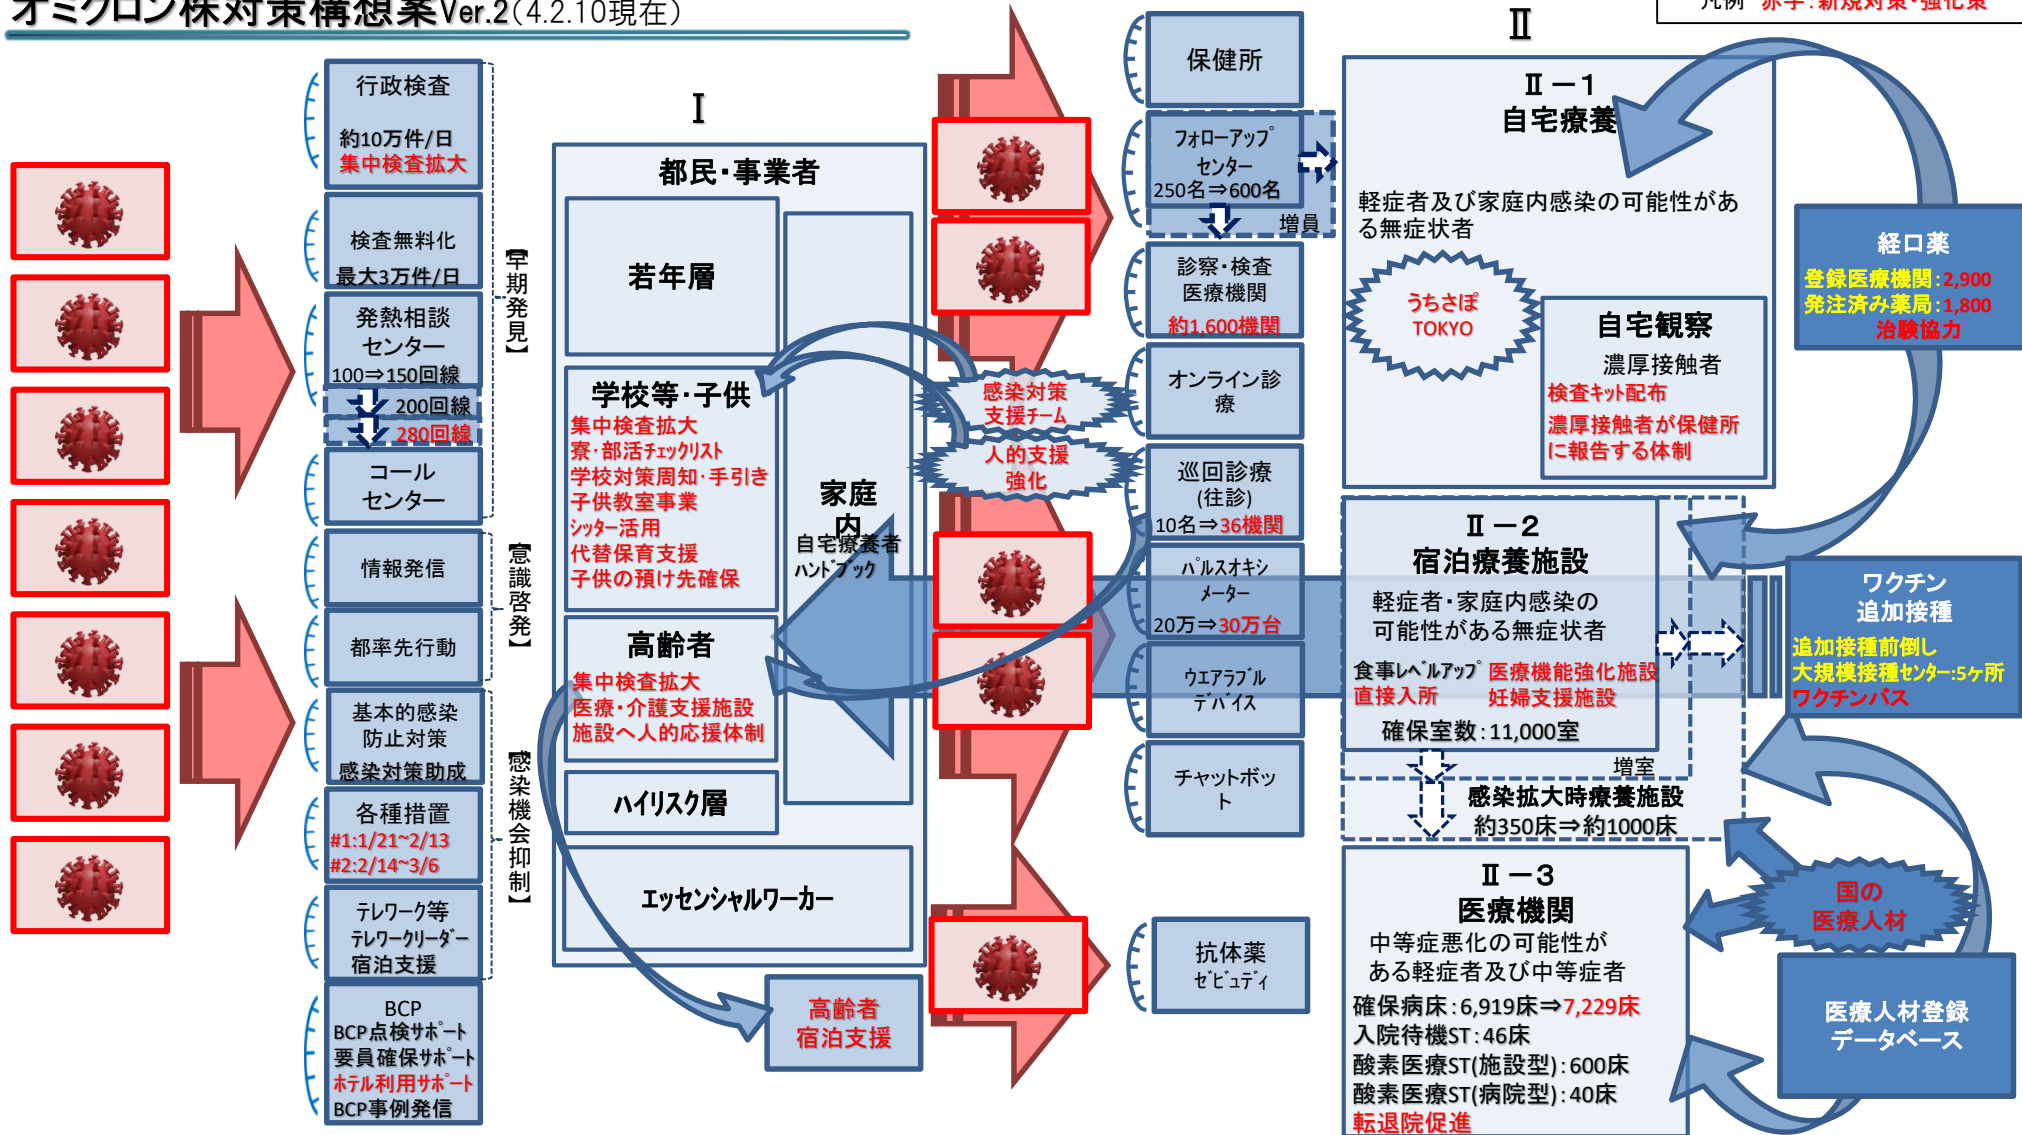 オミクロン株対策構想案Ver.2(4.2.10現在)
凡例 赤字:新規対策・強化策
行政検査
約10万件/日
集中検査拡大
検査無料化
最大3万件/日
発熱相談
センター
100⇒150回線
200回線
280回線
コール
センター
【早期発見】
情報発信
都率先行動
【意識啓発】
基本的感染
防止対策
感染対策助成
各種措置
#1:1/21~2/13
#2:2/14~3/6
テレワーク等
テレワークリーダー
宿泊支援
【感染機会抑制】
BCP
BCP点検サポート
要員確保サポート
ホテル利用サポート
BCP事例発信
Ⅰ
都民・事業者
若年層
学校等・子供
集中検査拡大
寮・部活チェックリスト
学校対策周知・手引き
子供教室事業
シッター活用
代替保育支援
子供の預け先確保
家庭
内
自宅療養者
ハンドブック
高齢者
集中検査拡大
医療・介護支援施設
施設へ人的応援体制
ハイリスク層
エッセンシャルワーカー
高齢者
宿泊支援
感染対策
支援チーム
人的支援
強化
保健所
フォローアップ
センター
250名⇒600名
増員
診察・検査
医療機関
約1,600機関
オンライン診
療
巡回診療
(往診)
10名⇒36機関
パルスオキシ
メーター
20万⇒30万台
ウエアラブル
デバイス
チャットボッ
ト
抗体薬
ゼビュディ
Ⅱ
Ⅱ－1
自宅療養
軽症者及び家庭内感染の可能性があ
る無症状者
うちさぽ
TOKYO
自宅観察
濃厚接触者
検査キット配布
濃厚接触者が保健所
に報告する体制
Ⅱ－2
宿泊療養施設
軽症者・家庭内感染の
可能性がある無症状者
食事レベルアップ 医療機能強化施設
直接入所 妊婦支援施設
確保室数:11,000室
増室
感染拡大時療養施設
約350床⇒約1000床
Ⅱ－3
医療機関
中等症悪化の可能性が
ある軽症者及び中等症者
確保病床:6,919床⇒7,229床
入院待機ST:46床
酸素医療ST(施設型):600床
酸素医療ST(病院型):40床
転退院促進
経口薬
登録医療機関:2,900
発注済み薬局:1,800
治験協力
ワクチン
追加接種
追加接種前倒し
大規模接種センター:5ヶ所
ワクチンバス
国の
医療人材
医療人材登録
データベース